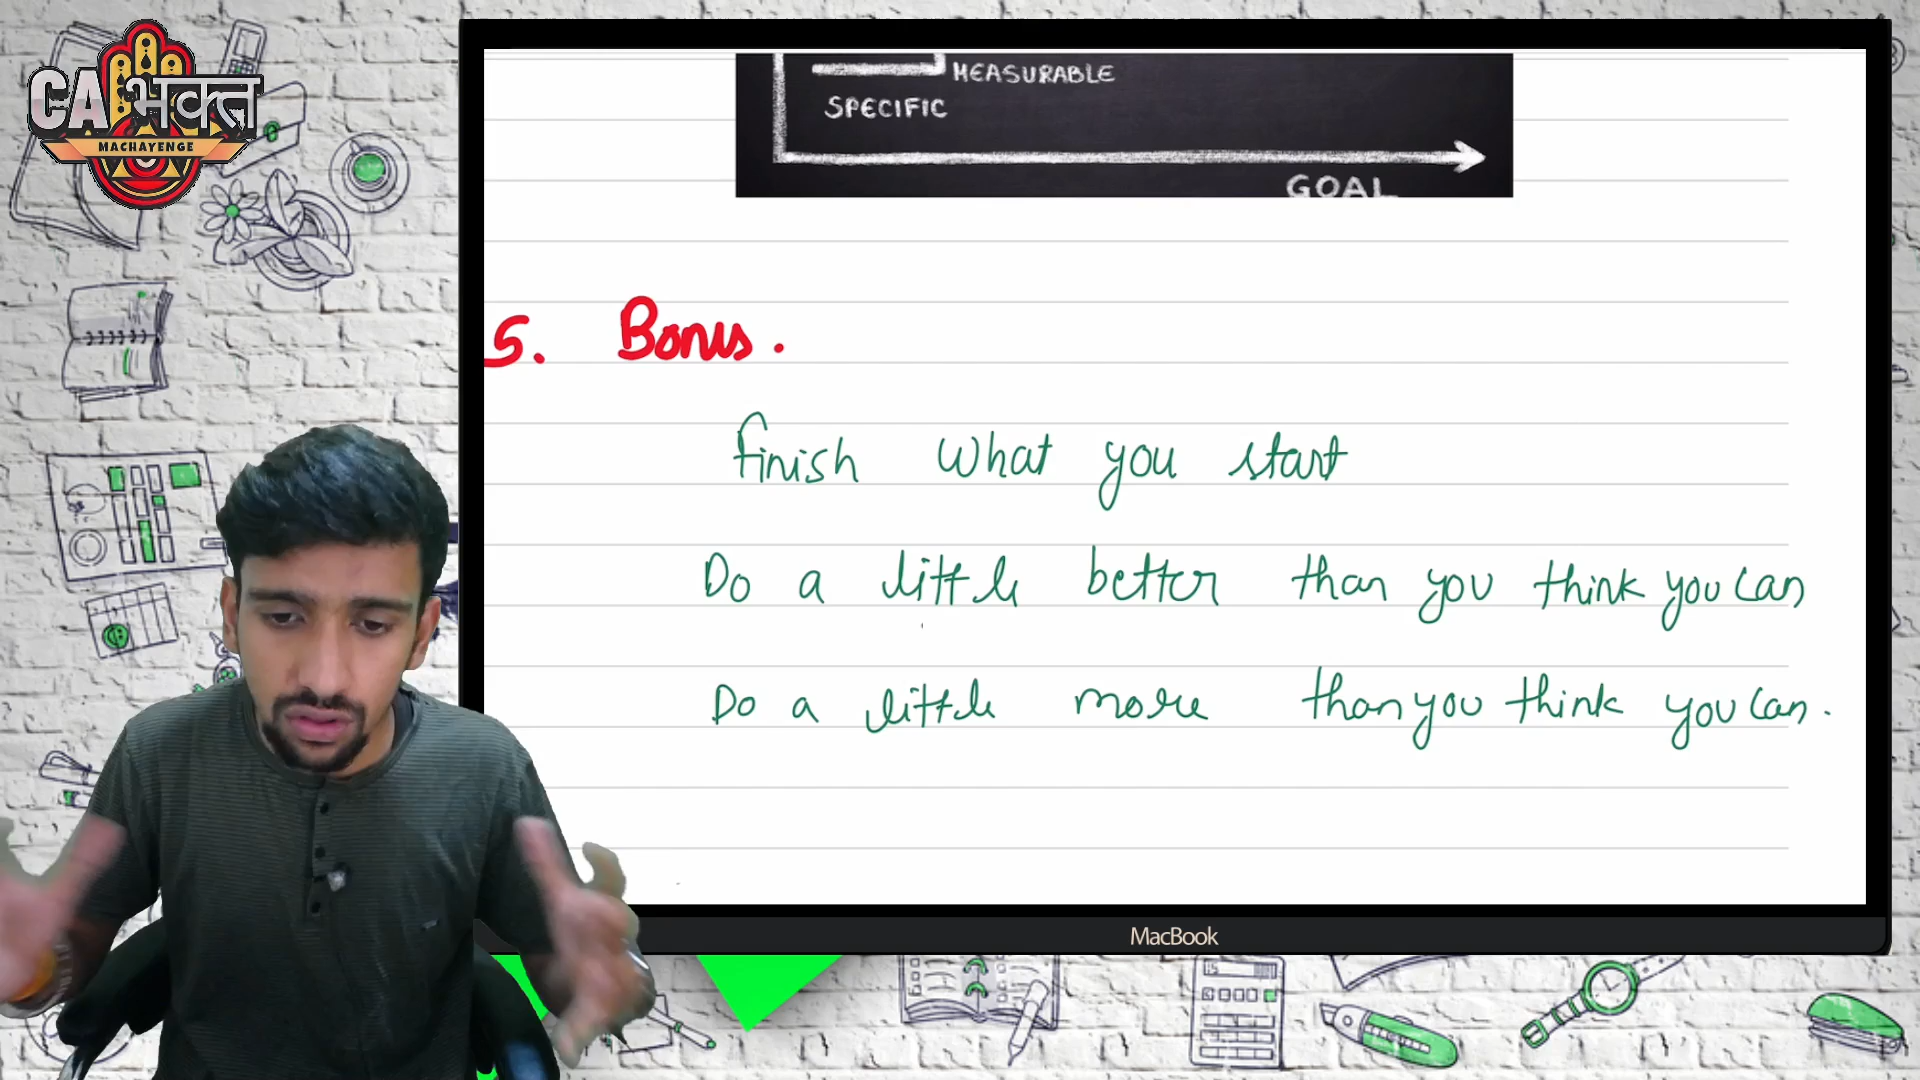 CA भक्त
MACHAYENGE
MEASURABLE
SPECIFIC
GOAL
5. Bonus.
finish what you start
Do a little better than you think you can
Do a little more than you think you can.
MacBook